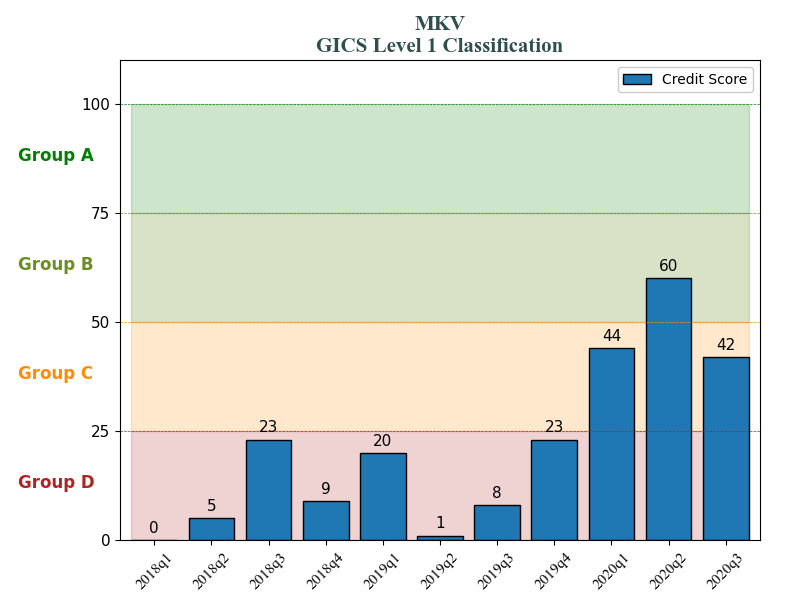 MKV
GICS Level 1 Classification
Credit Score
100
Group A
75
Group B
60
50
44
42
Group C
25
23
9
20
23
5
8
1
0
Group D
0
2018q1
2018q2
2018q3
2018q4
2019q1
2019q2
2019q3
2019q4
2020q1
2020q2
2020q3